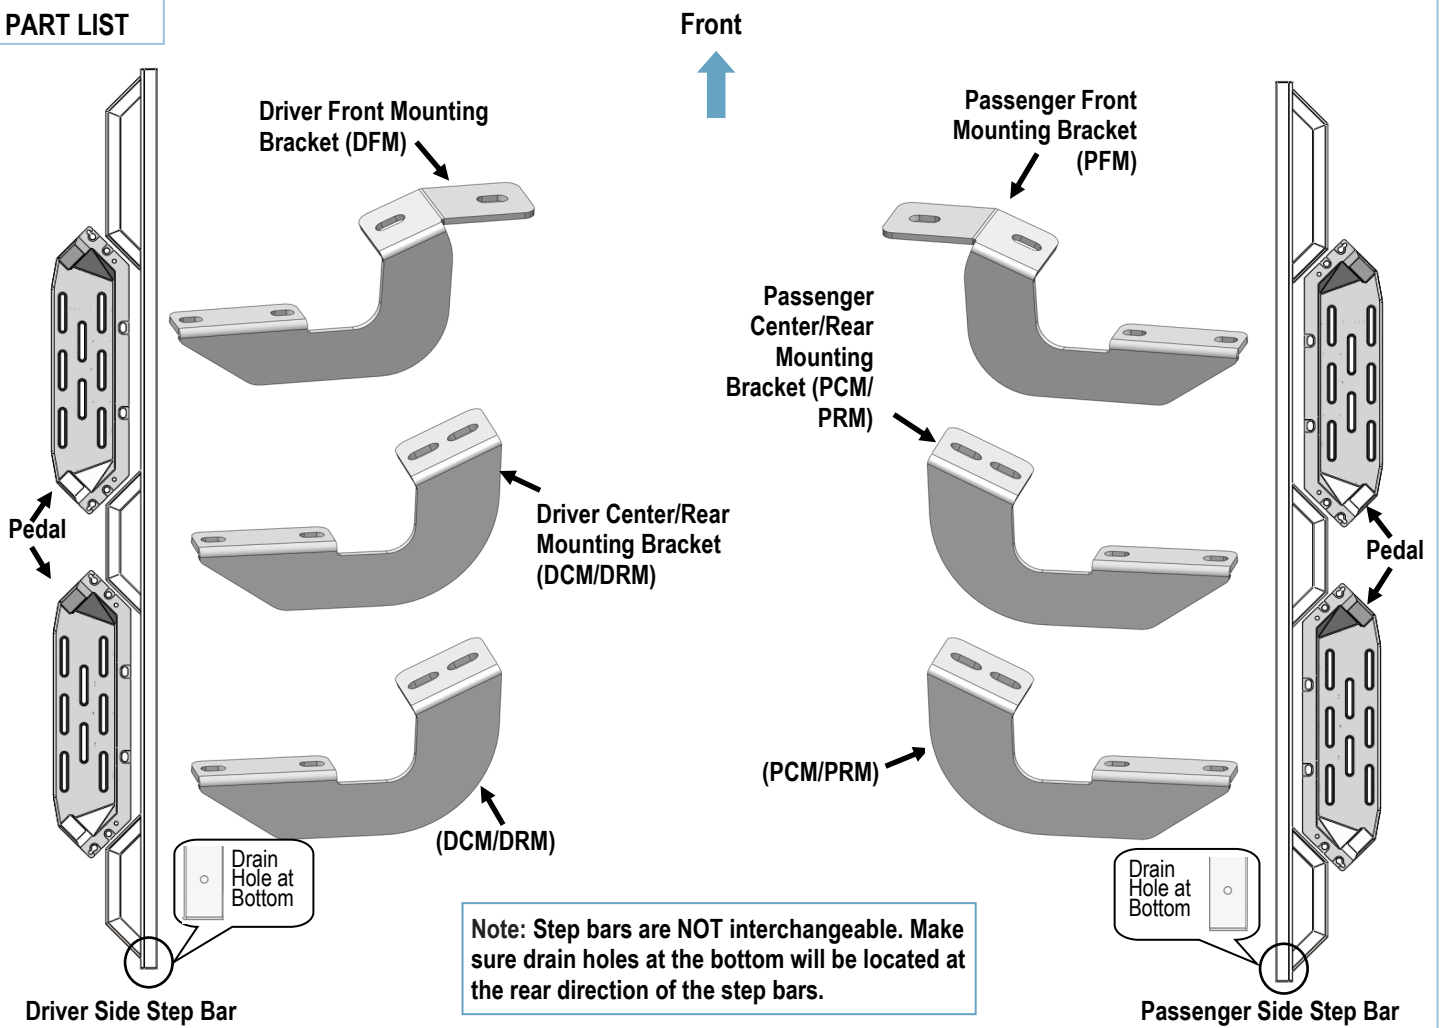 PART LIST
Front
Driver Front Mounting
Bracket (DFM)
Passenger Front
Mounting Bracket
(PFM)
Passenger
Center/Rear
Mounting
Bracket (PCM/
PRM)
Pedal
Driver Center/Rear
Mounting Bracket
(DCM/DRM)
Pedal
(PCM/PRM)
(DCM/DRM)
Drain
Hole at
Bottom
Drain
Hole at
Bottom
Note: Step bars are NOT interchangeable. Make
sure drain holes at the bottom will be located at
the rear direction of the step bars.
Driver Side Step Bar
Passenger Side Step Bar